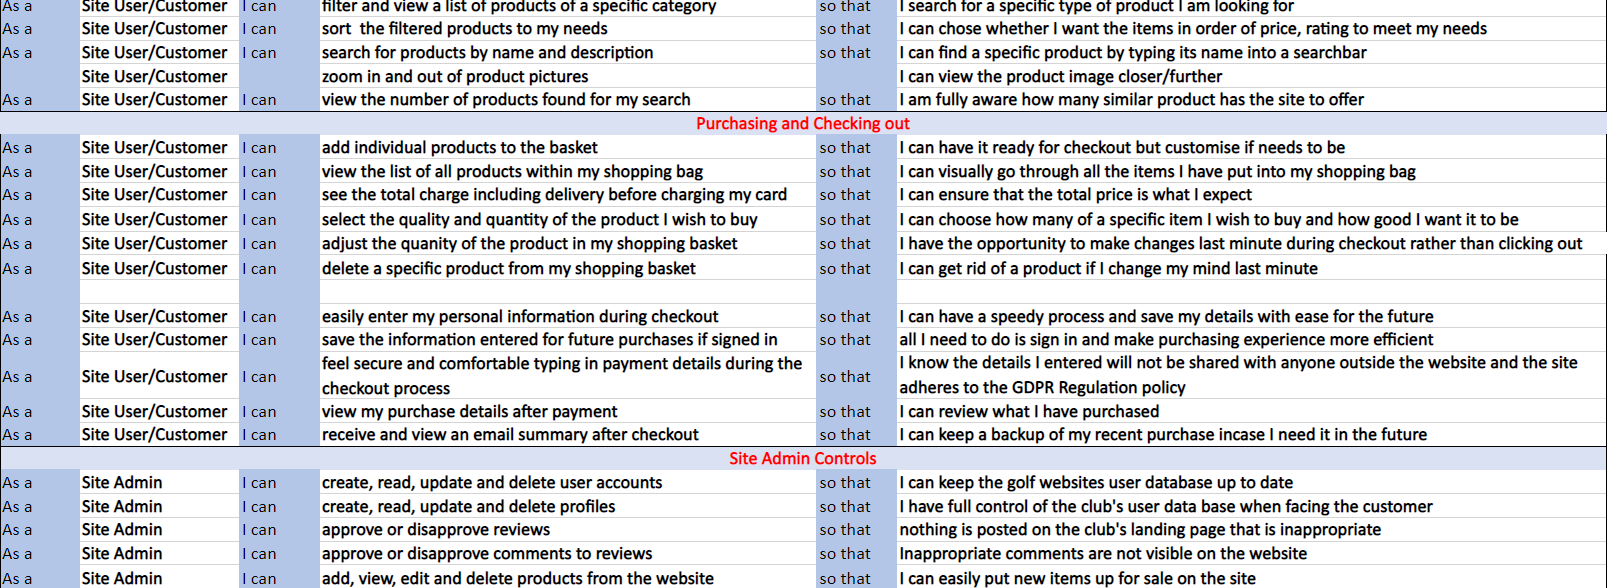 As a Site User/Customer I can filter and view a list of products of a specific category so that I search for a specific type of product I am looking for
As a Site User/Customer I can sort the filtered products to my needs so that I can chose whether I want the items in order of price, rating to meet my needs
As a Site User/Customer I can search for products by name and description so that I can find a specific product by typing its name into a searchbar
Site User/Customer zoom in and out of product pictures I can view the product image closer/further
As a Site User/Customer I can view the number of products found for my search so that I am fully aware how many similar product has the site to offer
Purchasing and Checking out
As a Site User/Customer I can add individual products to the basket so that I can have it ready for checkout but customise if needs to be
As a Site User/Customer I can view the list of all products within my shopping bag so that I can visually go through all the items I have put into my shopping bag
As a Site User/Customer I can see the total charge including delivery before charging my card so that I can ensure that the total price is what I expect
As a Site User/Customer I can select the quality and quantity of the product I wish to buy so that I can choose how many of a specific item I wish to buy and how good I want it to be
As a Site User/Customer I can adjust the quanity of the product in my shopping basket so that I have the opportunity to make changes last minute during checkout rather than clicking out
As a Site User/Customer I can delete a specific product from my shopping basket so that I can get rid of a product if I change my mind last minute
As a Site User/Customer I can easily enter my personal information during checkout so that I can have a speedy process and save my details with ease for the future
As a Site User/Customer I can save the information entered for future purchases if signed in so that all I need to do is sign in and make purchasing experience more efficient
As a Site User/Customer I can feel secure and comfortable typing in payment details during the checkout process so that I know the details I entered will not be shared with anyone outside the website and the site adheres to the GDPR Regulation policy
As a Site User/Customer I can view my purchase details after payment so that I can review what I have purchased
As a Site User/Customer I can receive and view an email summary after checkout so that I can keep a backup of my recent purchase incase I need it in the future
Site Admin Controls
As a Site Admin I can create, read, update and delete user accounts so that I can keep the golf websites user database up to date
As a Site Admin I can create, read, update and delete profiles so that I have full control of the club's user data base when facing the customer
As a Site Admin I can approve or disapprove reviews so that nothing is posted on the club's landing page that is inappropriate
As a Site Admin I can approve or disapprove comments to reviews so that Inappropriate comments are not visible on the website
As a Site Admin I can add, view, edit and delete products from the website so that I can easily put new items up for sale on the site